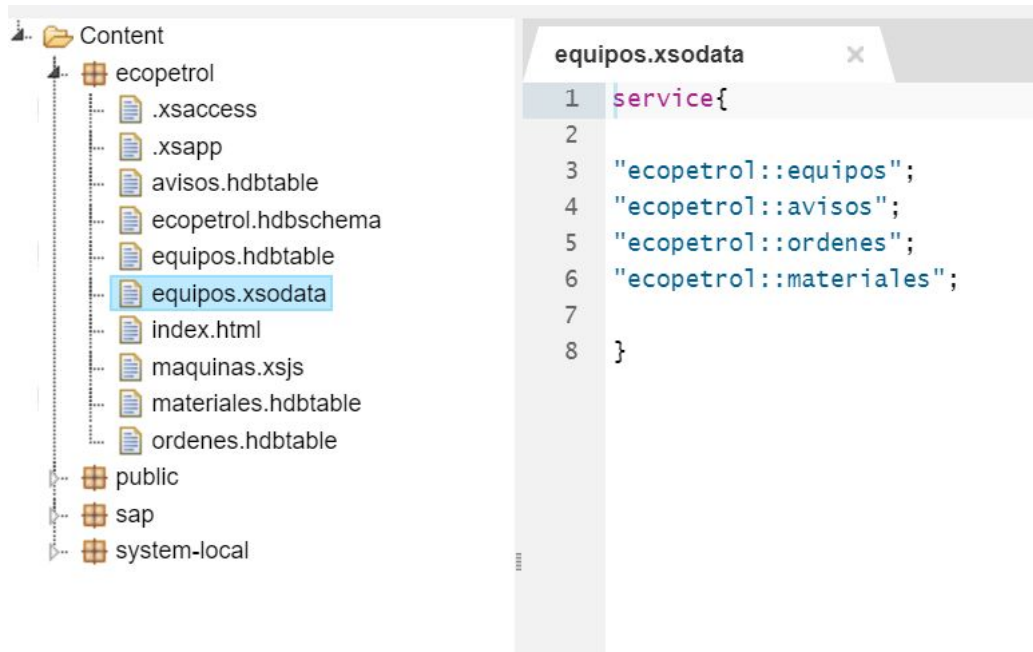 Content
ecopetrol
.xsaccess
.xsapp
avisos.hdbtable
ecopetrol.hdbschema
equipos.hdbtable
equipos.xsodata
index.html
maquinas.xsjs
materiales.hdbtable
ordenes.hdbtable
public
sap
system-local
equipos.xsodata
1 service{
2
3 "ecopetrol::equipos";
4 "ecopetrol::avisos";
5 "ecopetrol::ordenes";
6 "ecopetrol::materiales";
7
8 }